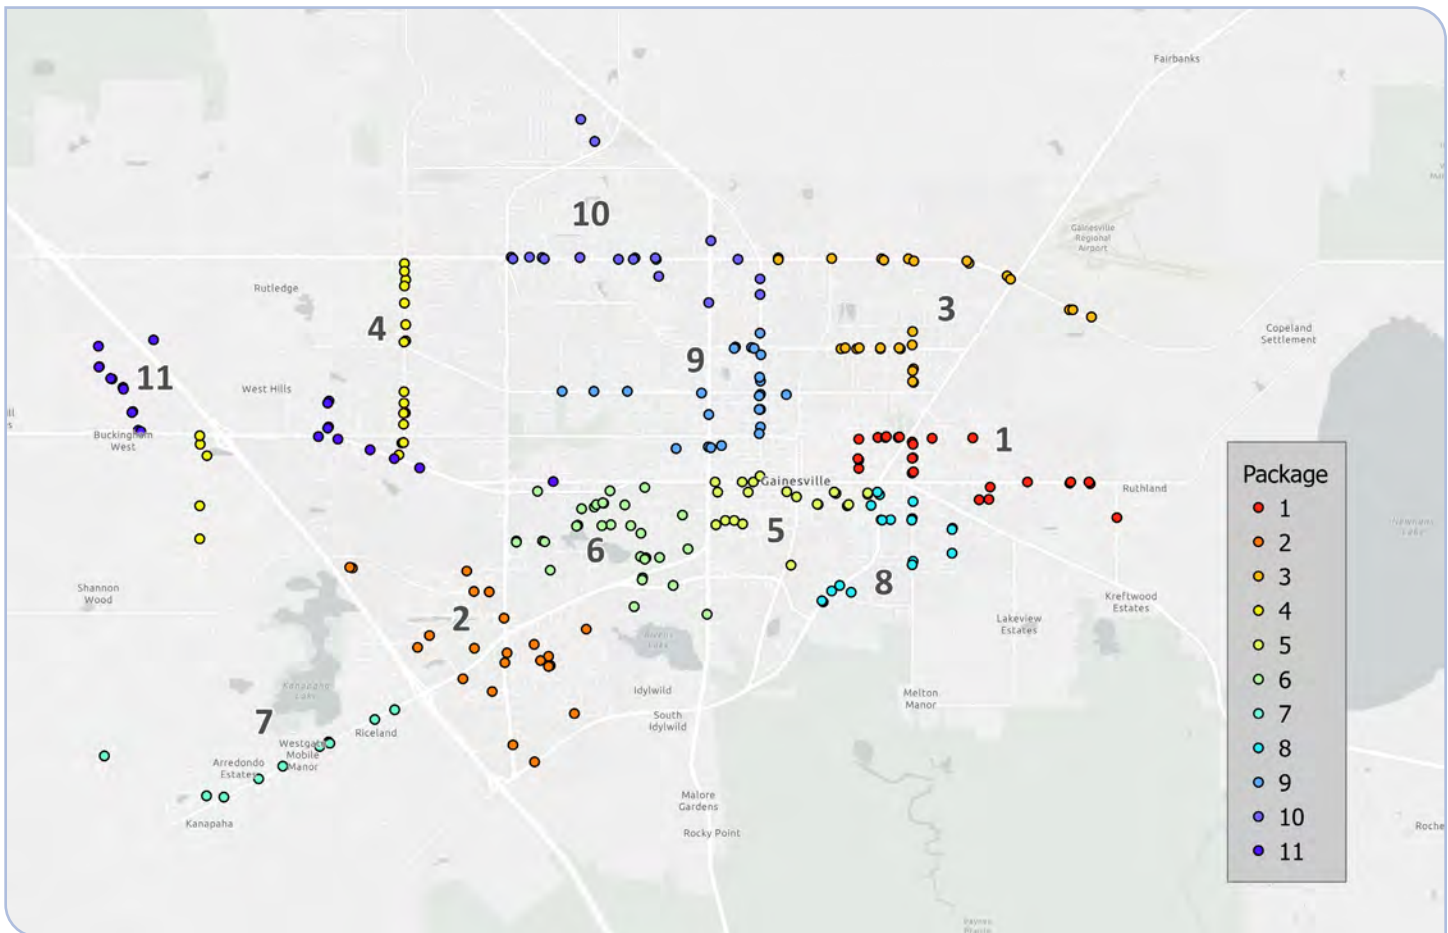 Fairbanks
10
Gainesville
Regional
Airport
Rutledge
3
4
Copeland
Settlement
9
11
West Hills
Buckingham
West
1
Gainesville
Ruthland
Package
1
2
3
4
5
6
7
8
9
10
11
5
6
8
Shannon
Wood
2
Kreftwood
Estates
Lakeview
Estates
Kanapaha
Lake
Idylwild
South
Idylwild
Melton
Manor
7
Riceland
Westgate
Mobile
Manor
Arredondo
Estates
Kanapaha
Malore
Gardens
Rocky Point
Roche